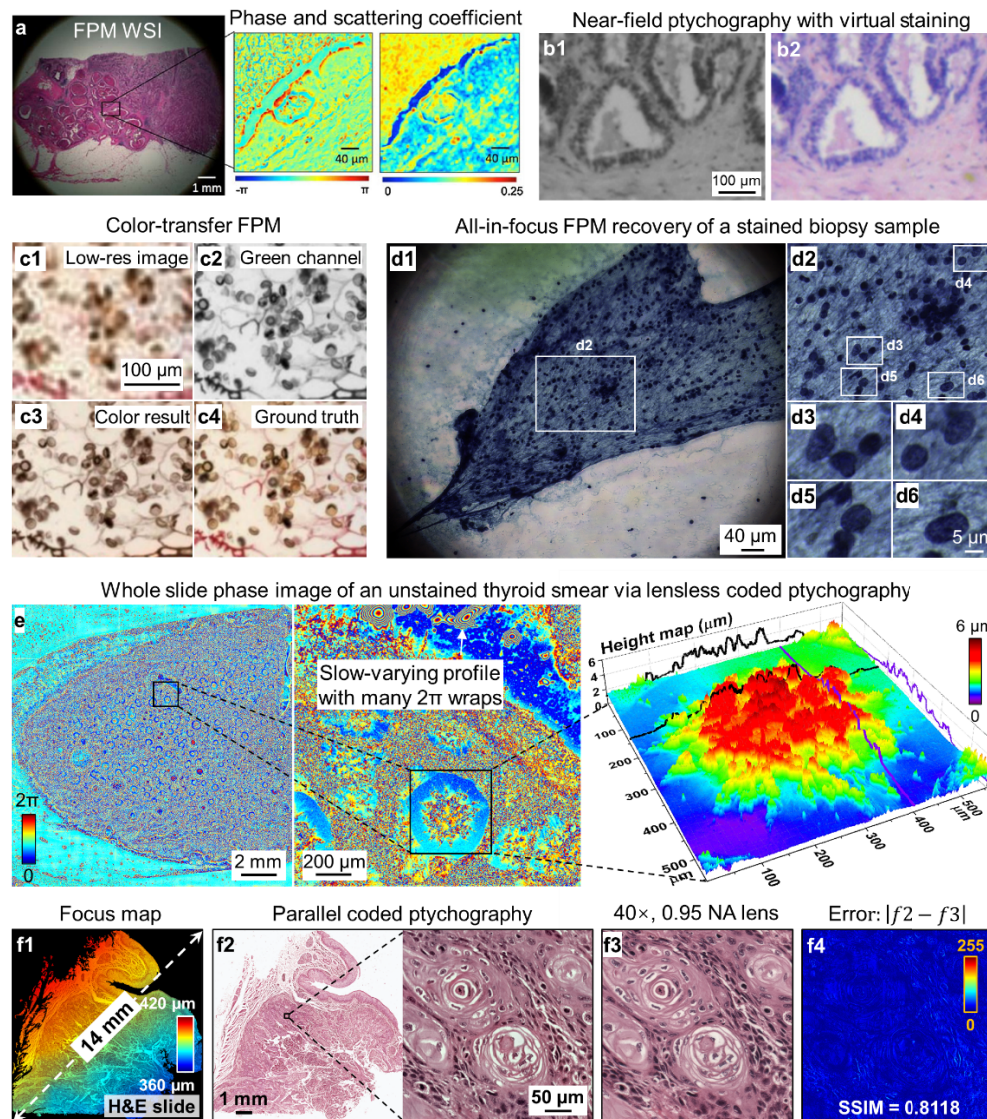 Phase and scattering coefficient
Near-field ptychography with virtual staining
a
FPM WSI
1 mm
40 µm
40 µm
-π
π
0
0.25
b1
b2
100 µm
Color-transfer FPM
All-in-focus FPM recovery of a stained biopsy sample
c1
Low-res image
c2
Green channel
100 µm
c3
Color result
c4
Ground truth
d1
d2
40 µm
d2
d4
d3
d5
d6
d3
d4
d5
d6
5 µm
Whole slide phase image of an unstained thyroid smear via lensless coded ptychography
e
2π
0
2 mm
Slow-varying profile
with many 2π wraps
200 µm
Height map (µm)
6
4
2
0
100
200
300
400
500
µm
100
200
300
400
500
µm
6 µm
0
Focus map
Parallel coded ptychography
40×, 0.95 NA lens
Error: |f2 − f3|
f1
14 mm
420 µm
360 µm
H&E slide
f2
1 mm
50 µm
f3
f4
255
0
SSIM = 0.8118